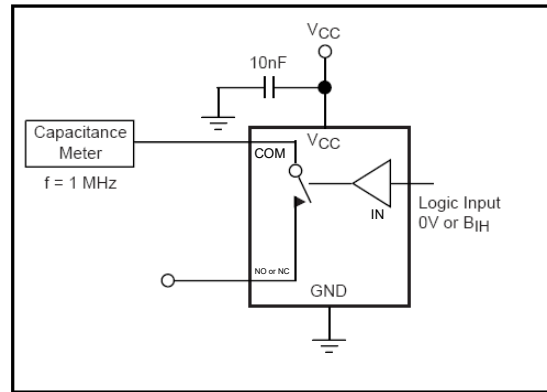 VCC
10nF
Capacitance
Meter
f = 1 MHz
VCC
COM
IN
Logic Input
0V or BIH
NO or NC
GND